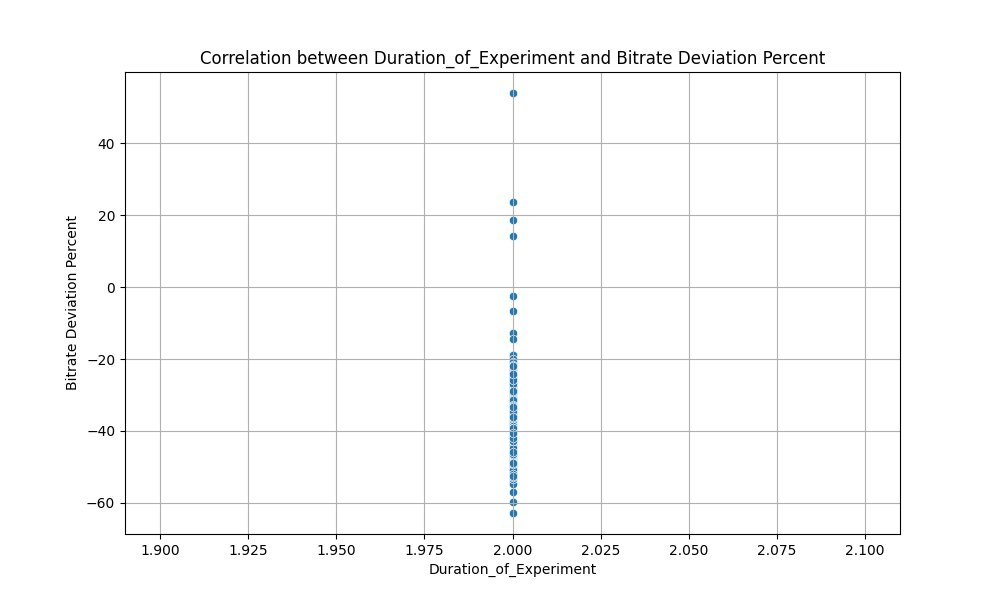 Correlation between Duration_of_Experiment and Bitrate Deviation Percent
Bitrate Deviation Percent
40
20
0
−20
−40
−60
1.900 1.925 1.950 1.975 2.000 2.025 2.050 2.075 2.100
Duration_of_Experiment